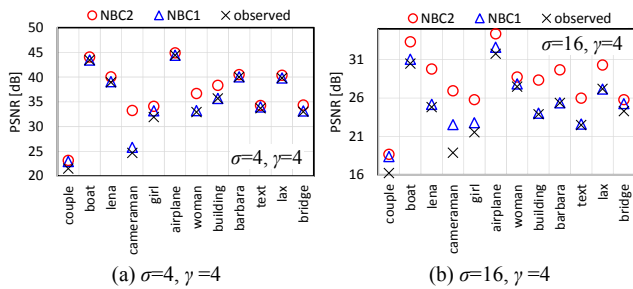 NBC2 NBC1 observed
PSNR [dB]
50
45
40
35
30
25
20
σ=4, γ=4
couple boat lena cameraman girl airplane woman building barbara text lax bridge
(a) σ=4, γ =4
NBC2 NBC1 observed
PSNR [dB]
31
26
21
16
σ=16, γ=4
couple boat lena cameraman girl airplane woman building barbara text lax bridge
(b) σ=16, γ =4